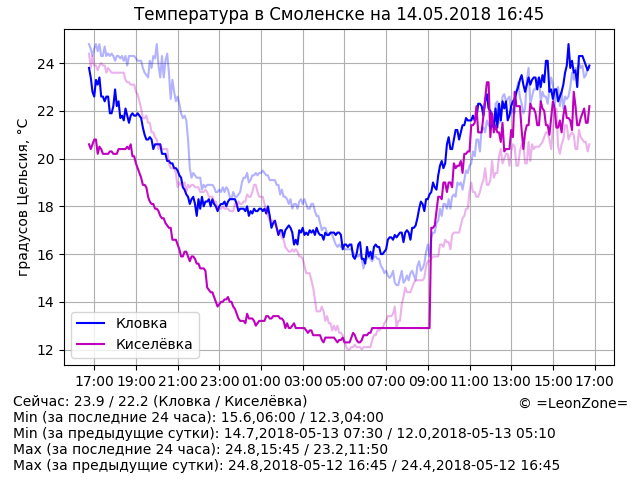 Температура в Смоленске на 14.05.2018 16:45
градусов Цельсия, °C
24
22
20
18
16
14
12
Кловка
Киселёвка
17:00 19:00 21:00 23:00 01:00 03:00 05:00 07:00 09:00 11:00 13:00 15:00 17:00
Сейчас: 23.9 / 22.2 (Кловка / Киселёвка)
© =LeonZone=
Min (за последние 24 часа): 15.6,06:00 / 12.3,04:00
Min (за предыдущие сутки): 14.7,2018-05-13 07:30 / 12.0,2018-05-13 05:10
Max (за последние 24 часа): 24.8,15:45 / 23.2,11:50
Max (за предыдущие сутки): 24.8,2018-05-12 16:45 / 24.4,2018-05-12 16:45